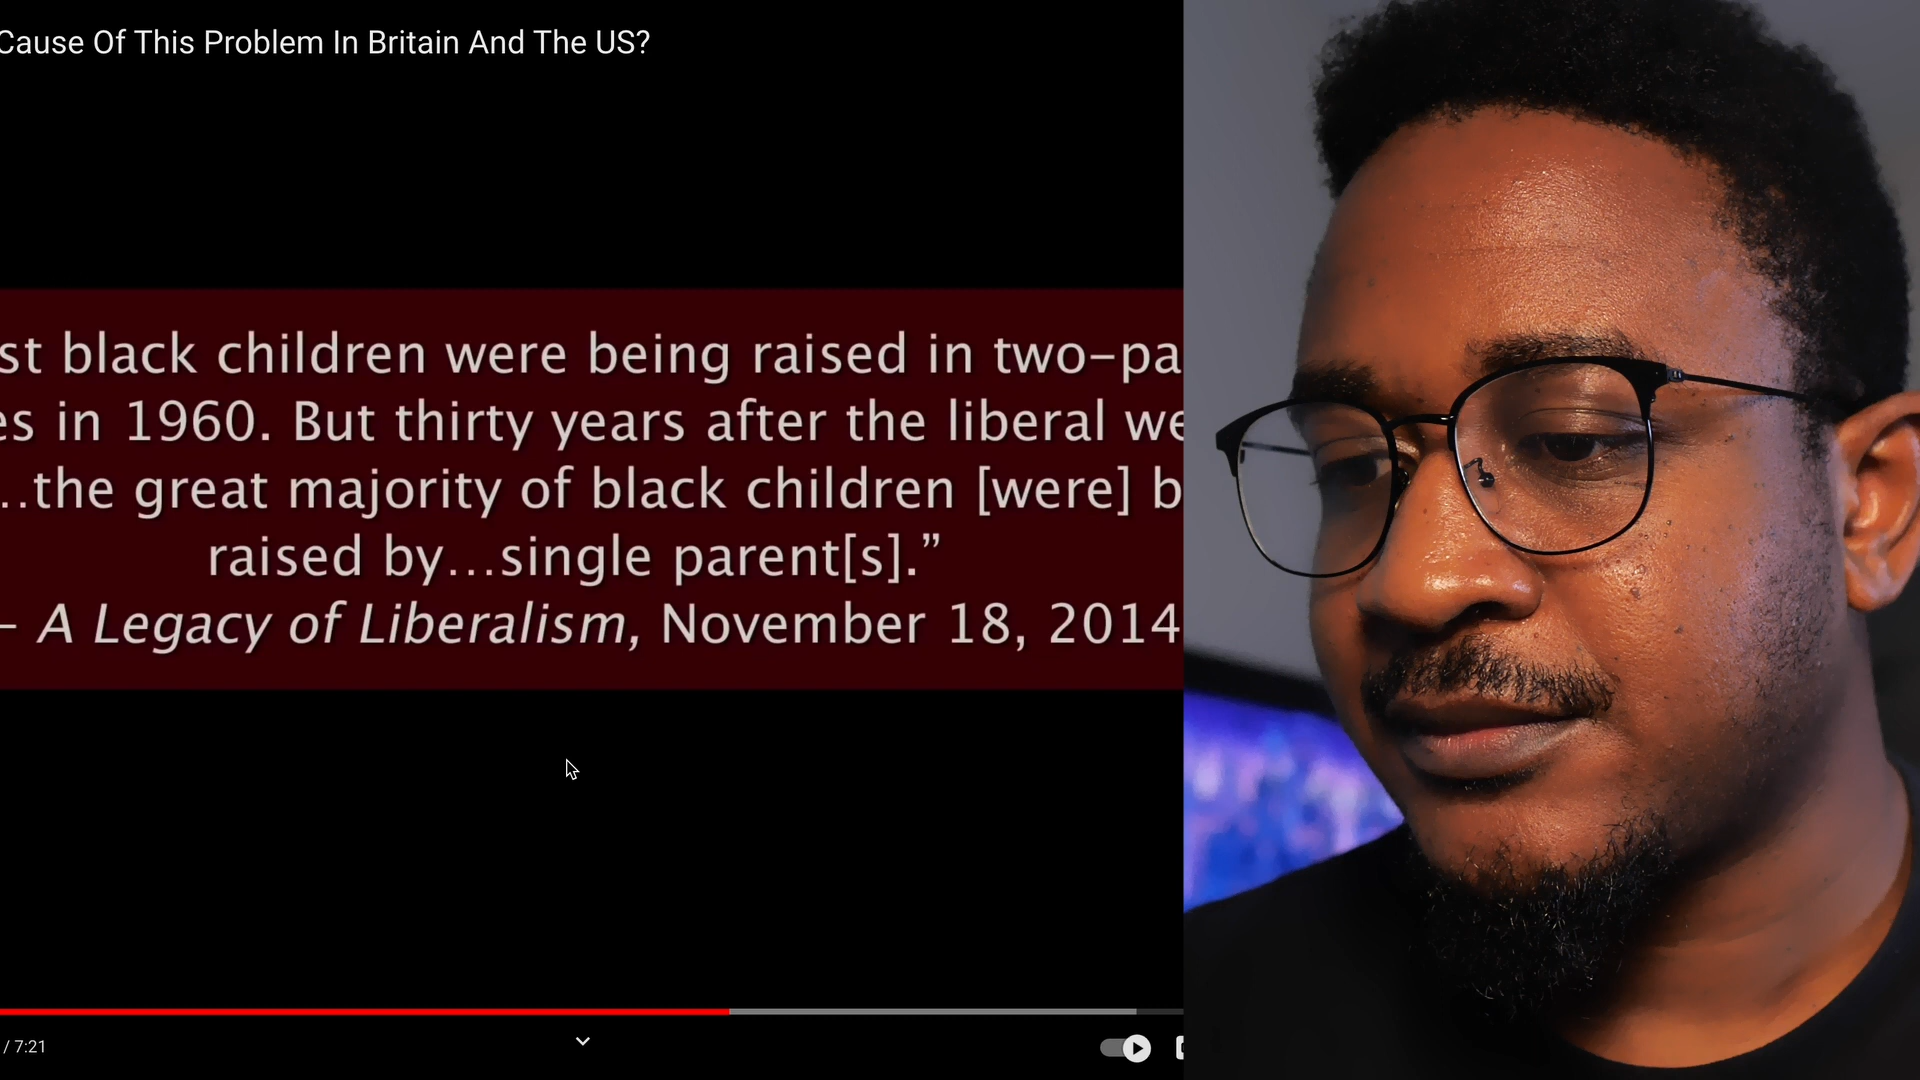 Cause Of This Problem In Britain And The US?
st black children were being raised in two-pa
es in 1960. But thirty years after the liberal we
...the great majority of black children [were] b
raised by...single parent[s].”
– A Legacy of Liberalism, November 18, 2014
/ 7:21